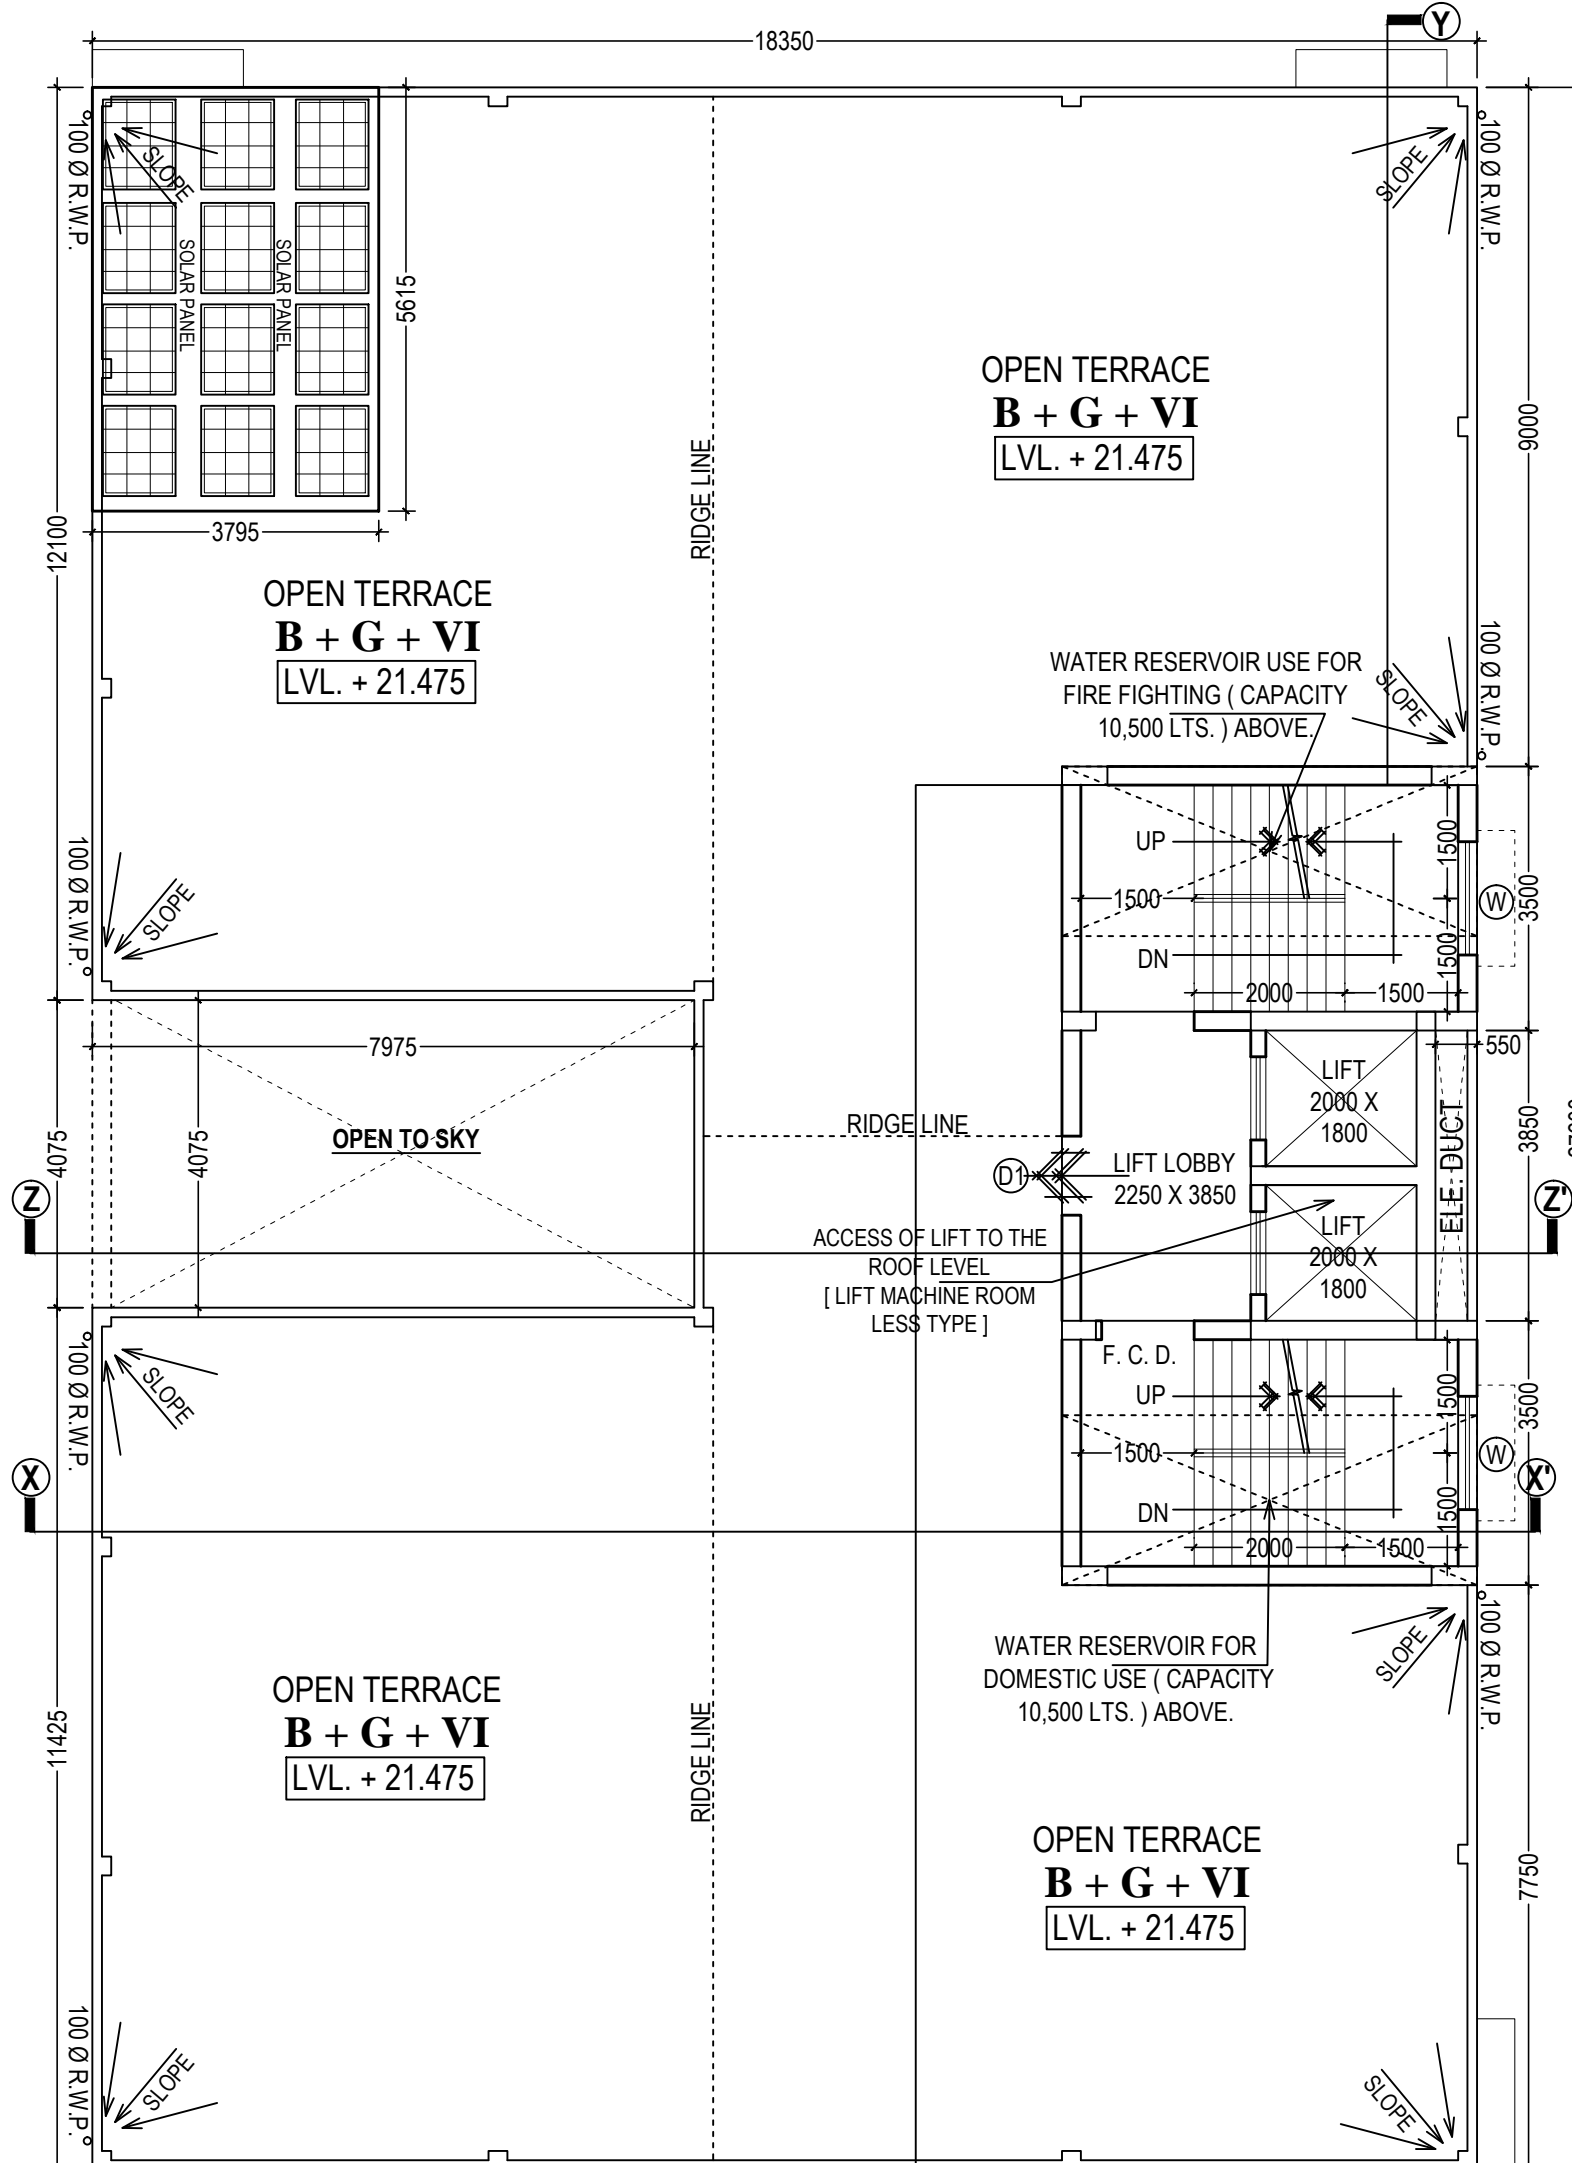 Y
18350
100 Ø R.W.P.
SLOPE
SOLAR PANEL
SOLAR PANEL
5615
3795
12100
SLOPE
100 Ø R.W.P.
OPEN TERRACE
B + G + VI
LVL. + 21.475
9000
RIDGE LINE
OPEN TERRACE
B + G + VI
LVL. + 21.475
WATER RESERVOIR USE FOR
FIRE FIGHTING ( CAPACITY
10,500 LTS. ) ABOVE.
SLOPE
100 Ø R.W.P.
100 Ø R.W.P.
SLOPE
UP
1500
DN
2000
1500
1500
1500
W
3500
7975
4075
4075
OPEN TO SKY
RIDGE LINE
D1
LIFT LOBBY
2250 X 3850
LIFT
2000 X
1800
LIFT
2000 X
1800
ELE. DUCT
550
3850
Z
Z'
ACCESS OF LIFT TO THE
ROOF LEVEL
[ LIFT MACHINE ROOM
LESS TYPE ]
F. C. D.
UP
1500
DN
2000
1500
1500
1500
W
3500
100 Ø R.W.P.
SLOPE
X
X'
WATER RESERVOIR FOR
DOMESTIC USE ( CAPACITY
10,500 LTS. ) ABOVE.
SLOPE
100 Ø R.W.P.
OPEN TERRACE
B + G + VI
LVL. + 21.475
11425
RIDGE LINE
OPEN TERRACE
B + G + VI
LVL. + 21.475
7750
100 Ø R.W.P.
SLOPE
SLOPE